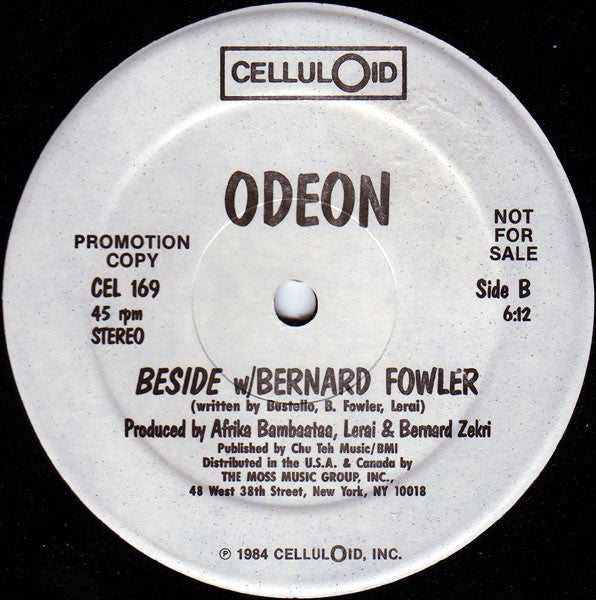 CELLULOID
ODEON
PROMOTION
COPY
CEL 169
45 rpm
STEREO
NOT
FOR
SALE
Side B
6:12
BESIDE w/BERNARD FOWLER
(written by Bustello, B. Fowler, Lerai)
Produced by Afrika Bambaataa, Lerai & Bernard Zekri
Published by Chu Teh Music/BMI
Distributed in the U.S.A. & Canada by
THE MOSS MUSIC GROUP, INC.,
48 West 38th Street, New York, NY 10018
℗ 1984 CELLULOID, INC.